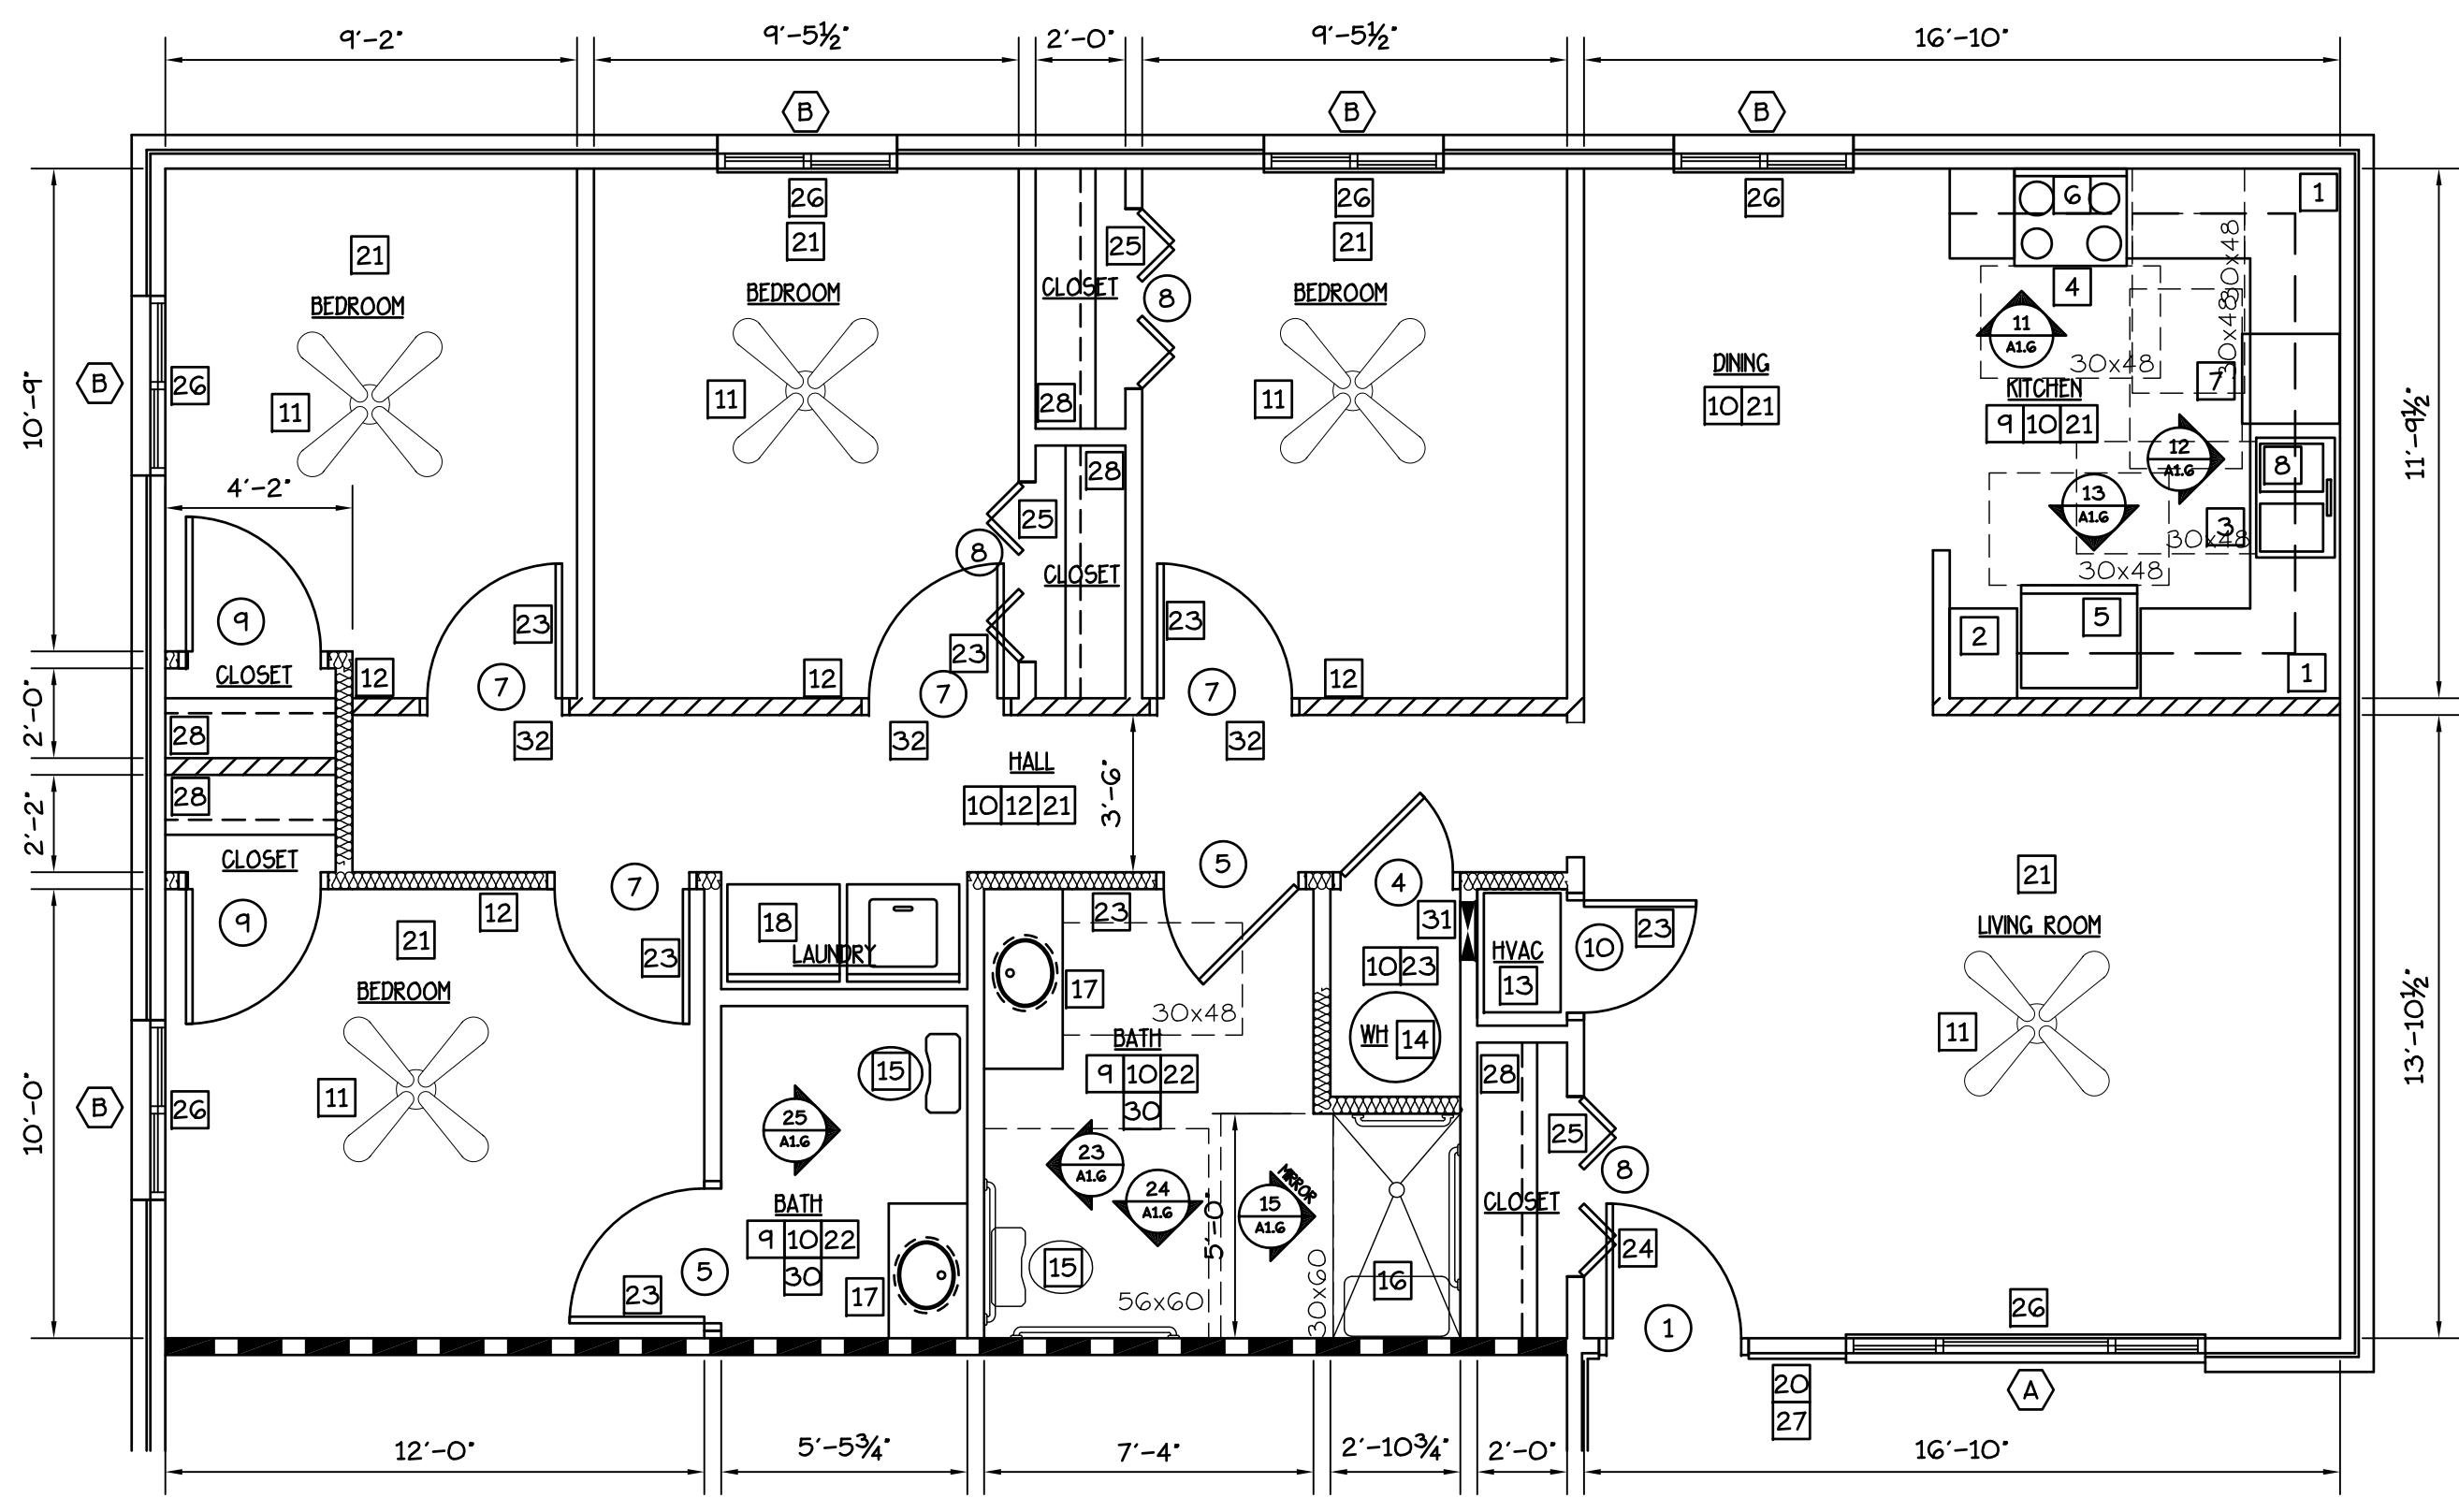 9'-2" 9'-5½" 2'-0" 9'-5½" 16'-10"
B B B
26 26 26 6 1
21 21 21 25
30x48
BEDROOM BEDROOM CLOSET BEDROOM 8 4
30x48
11 A1.6
DINING 30x48
B 26 KITCHEN 7
10'-9" 11 11 28 11 10 21 9 10 21 11'-9½"
12 A1.6
28 8
4'-2" 13 A1.6
25 3
30x48
8 CLOSET 30x48
9 23 23 5
23 2
CLOSET 12 7 12 7 7 12 1
2'-0" 28 32 32 32
HALL
28 3'-6"
2'-2" 10 12 21
CLOSET 7 5 4 21
9 12 23 31
21 18 23 10 LIVING ROOM
LAUNDRY HVAC
23 10 23 13
BEDROOM 17
30x48 11 13'-10½"
BATH WH 14
15 9 10 22 28
B 26 11 30
10'-0" 25 A1.6 25
23 A1.6 MIRROR 8
24 A1.6 15 A1.6 CLOSET
BATH 5'-0"
9 10 22 24
5 30 15 16
23 17 56x60 30x60 26
1
20 A
27
12'-0" 5'-5¾" 7'-4" 2'-10¾" 2'-0" 16'-10"